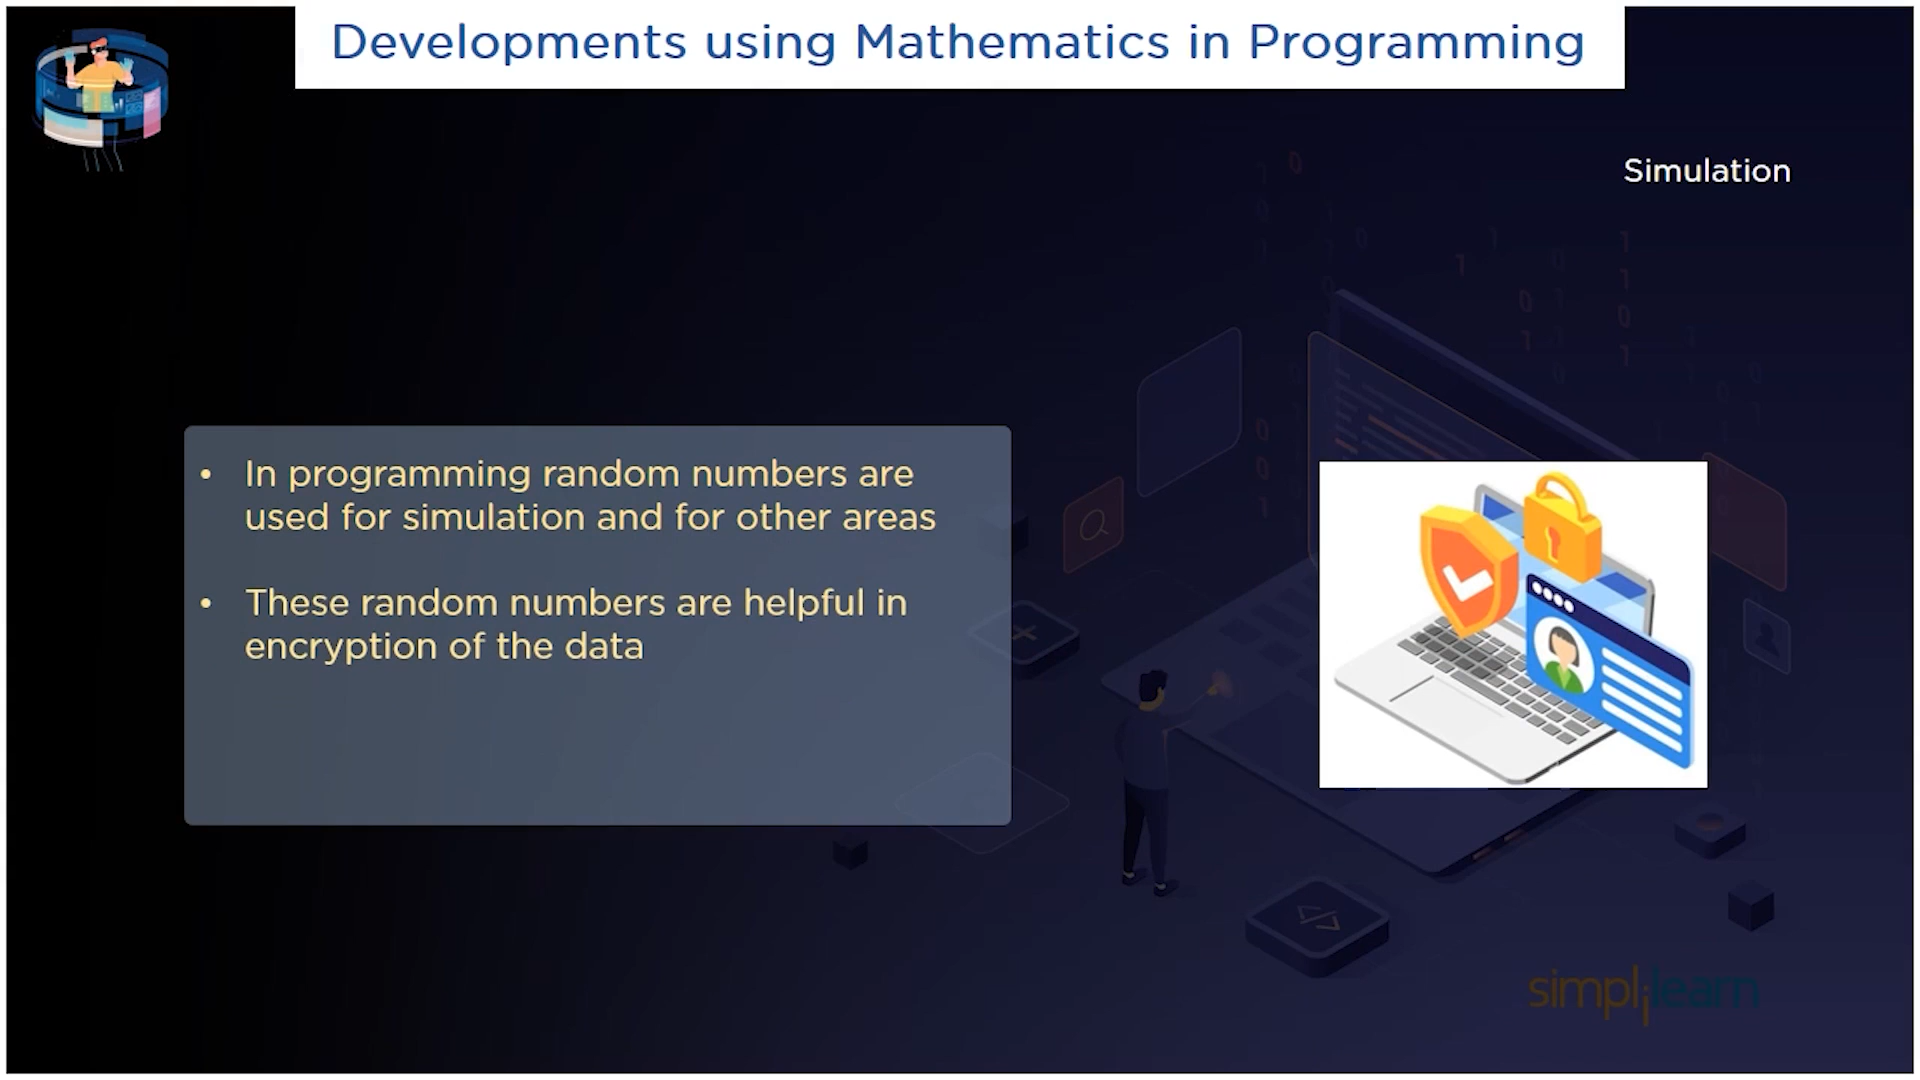 Developments using Mathematics in Programming
Simulation
• In programming random numbers are
used for simulation and for other areas
• These random numbers are helpful in
encryption of the data
simplilearn